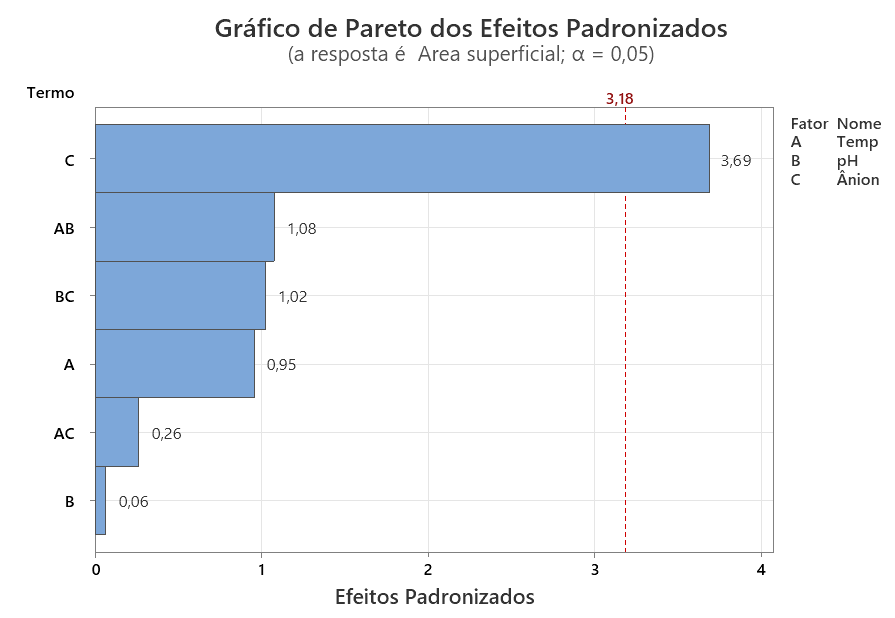 Gráfico de Pareto dos Efeitos Padronizados
(a resposta é  Area superficial; α = 0,05)
Termo
3,18
Fator Nome
A Temp
B pH
C Ânion
C 3,69
AB 1,08
BC 1,02
A 0,95
AC 0,26
B 0,06
0 1 2 3 4
Efeitos Padronizados